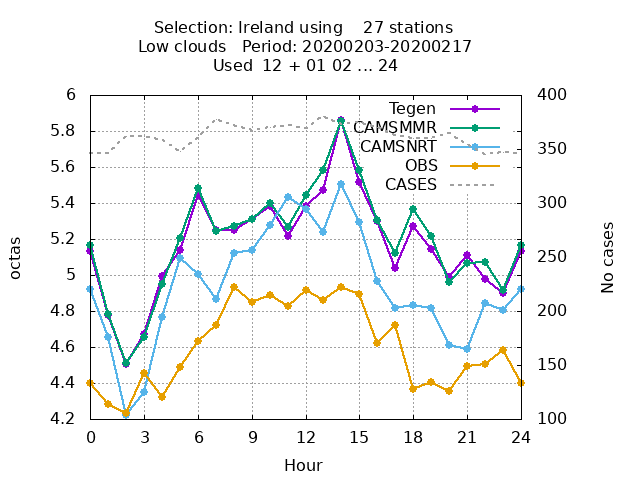 Selection: Ireland using 27 stations
Low clouds Period: 20200203-20200217
Used 12 + 01 02 ... 24
6
5.8
5.6
5.4
5.2
5
4.8
4.6
4.4
4.2
octas
400
350
300
250
200
150
100
No cases
Tegen
CAMSMMR
CAMSNRT
OBS
CASES
0 3 6 9 12 15 18 21 24
Hour